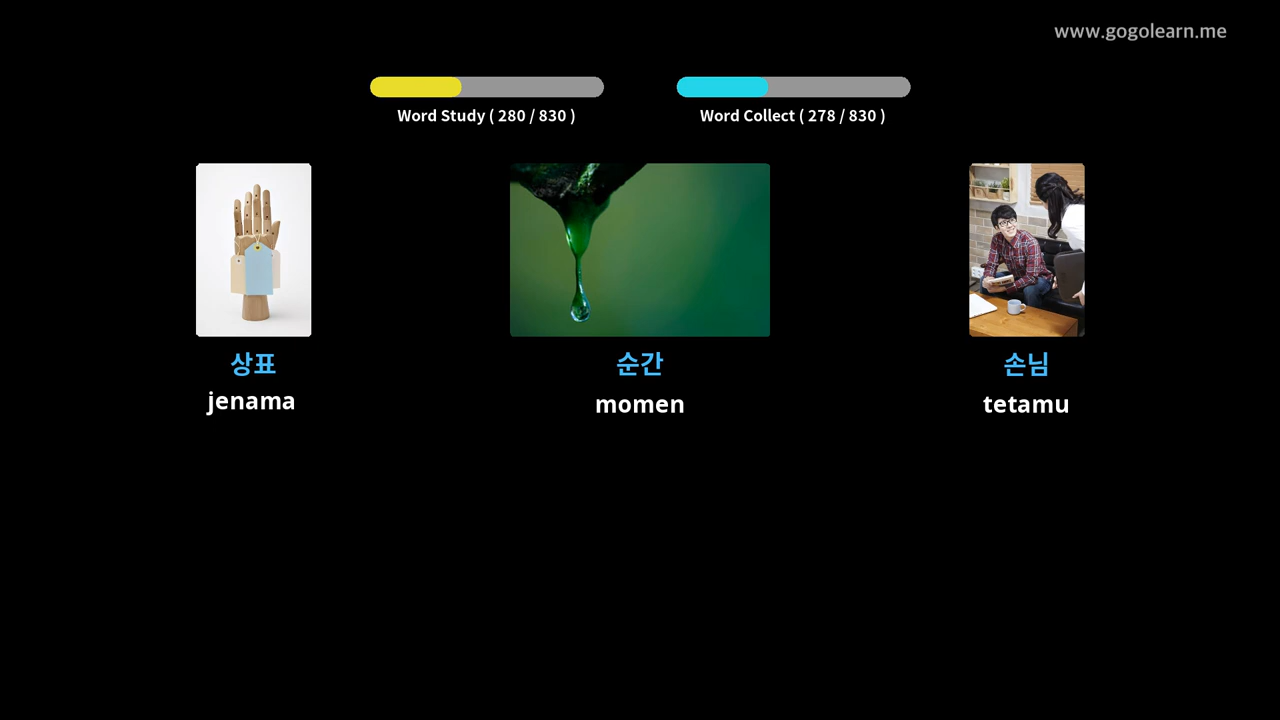 www.gogolearn.me
Word Study ( 280 / 830 )
Word Collect ( 278 / 830 )
상표
jenama
순간
momen
손님
tetamu